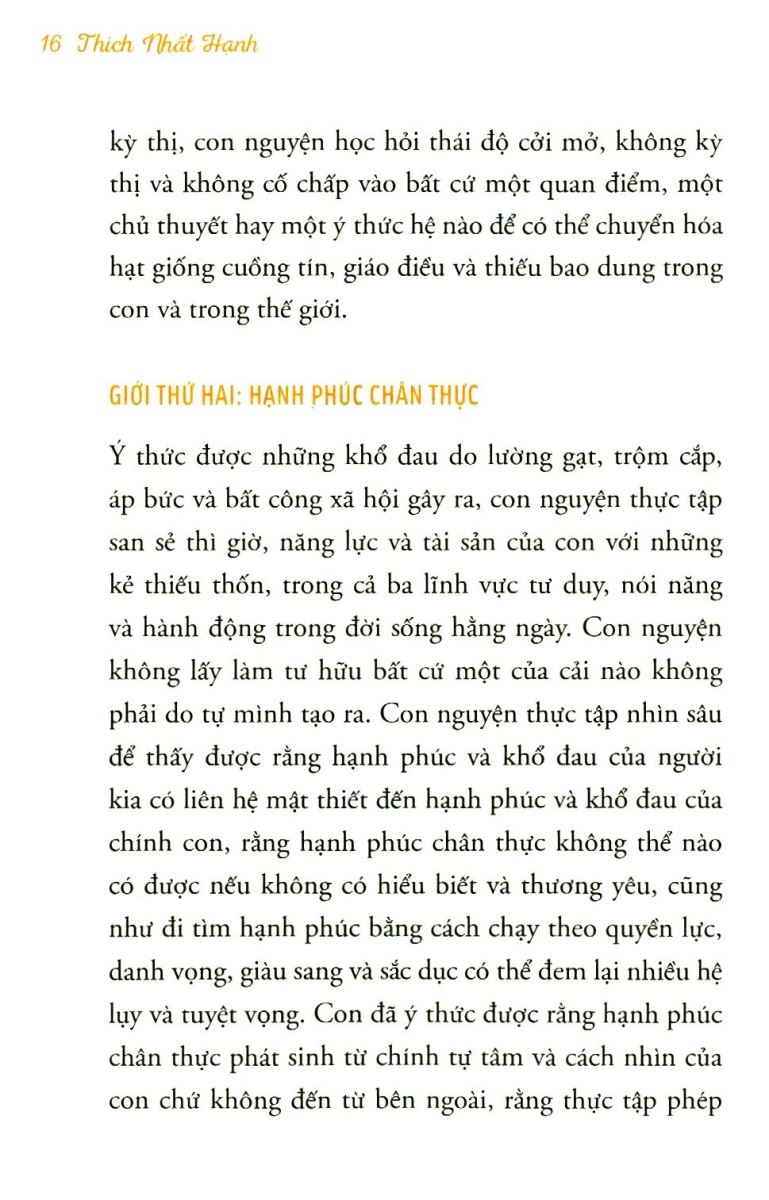 16 Thích Nhất Hạnh
kỳ thị, con nguyện học hỏi thái độ cởi mở, không kỳ
thị và không cố chấp vào bất cứ một quan điểm, một
chủ thuyết hay một ý thức hệ nào để có thể chuyển hóa
hạt giống cuồng tín, giáo điều và thiếu bao dung trong
con và trong thế giới.
GIỚI THỨ HAI: HẠNH PHÚC CHÂN THỰC
Ý thức được những khổ đau do lường gạt, trộm cắp,
áp bức và bất công xã hội gây ra, con nguyện thực tập
san sẻ thì giờ, năng lực và tài sản của con với những
kẻ thiếu thốn, trong cả ba lĩnh vực tư duy, nói năng
và hành động trong đời sống hằng ngày. Con nguyện
không lấy làm tư hữu bất cứ một của cải nào không
phải do tự mình tạo ra. Con nguyện thực tập nhìn sâu
để thấy được rằng hạnh phúc và khổ đau của người
kia có liên hệ mật thiết đến hạnh phúc và khổ đau của
chính con, rằng hạnh phúc chân thực không thể nào
có được nếu không có hiểu biết và thương yêu, cũng
như đi tìm hạnh phúc bằng cách chạy theo quyền lực,
danh vọng, giàu sang và sắc dục có thể đem lại nhiều hệ
lụy và tuyệt vọng. Con đã ý thức được rằng hạnh phúc
chân thực phát sinh từ chính tự tâm và cách nhìn của
con chứ không đến từ bên ngoài, rằng thực tập phép